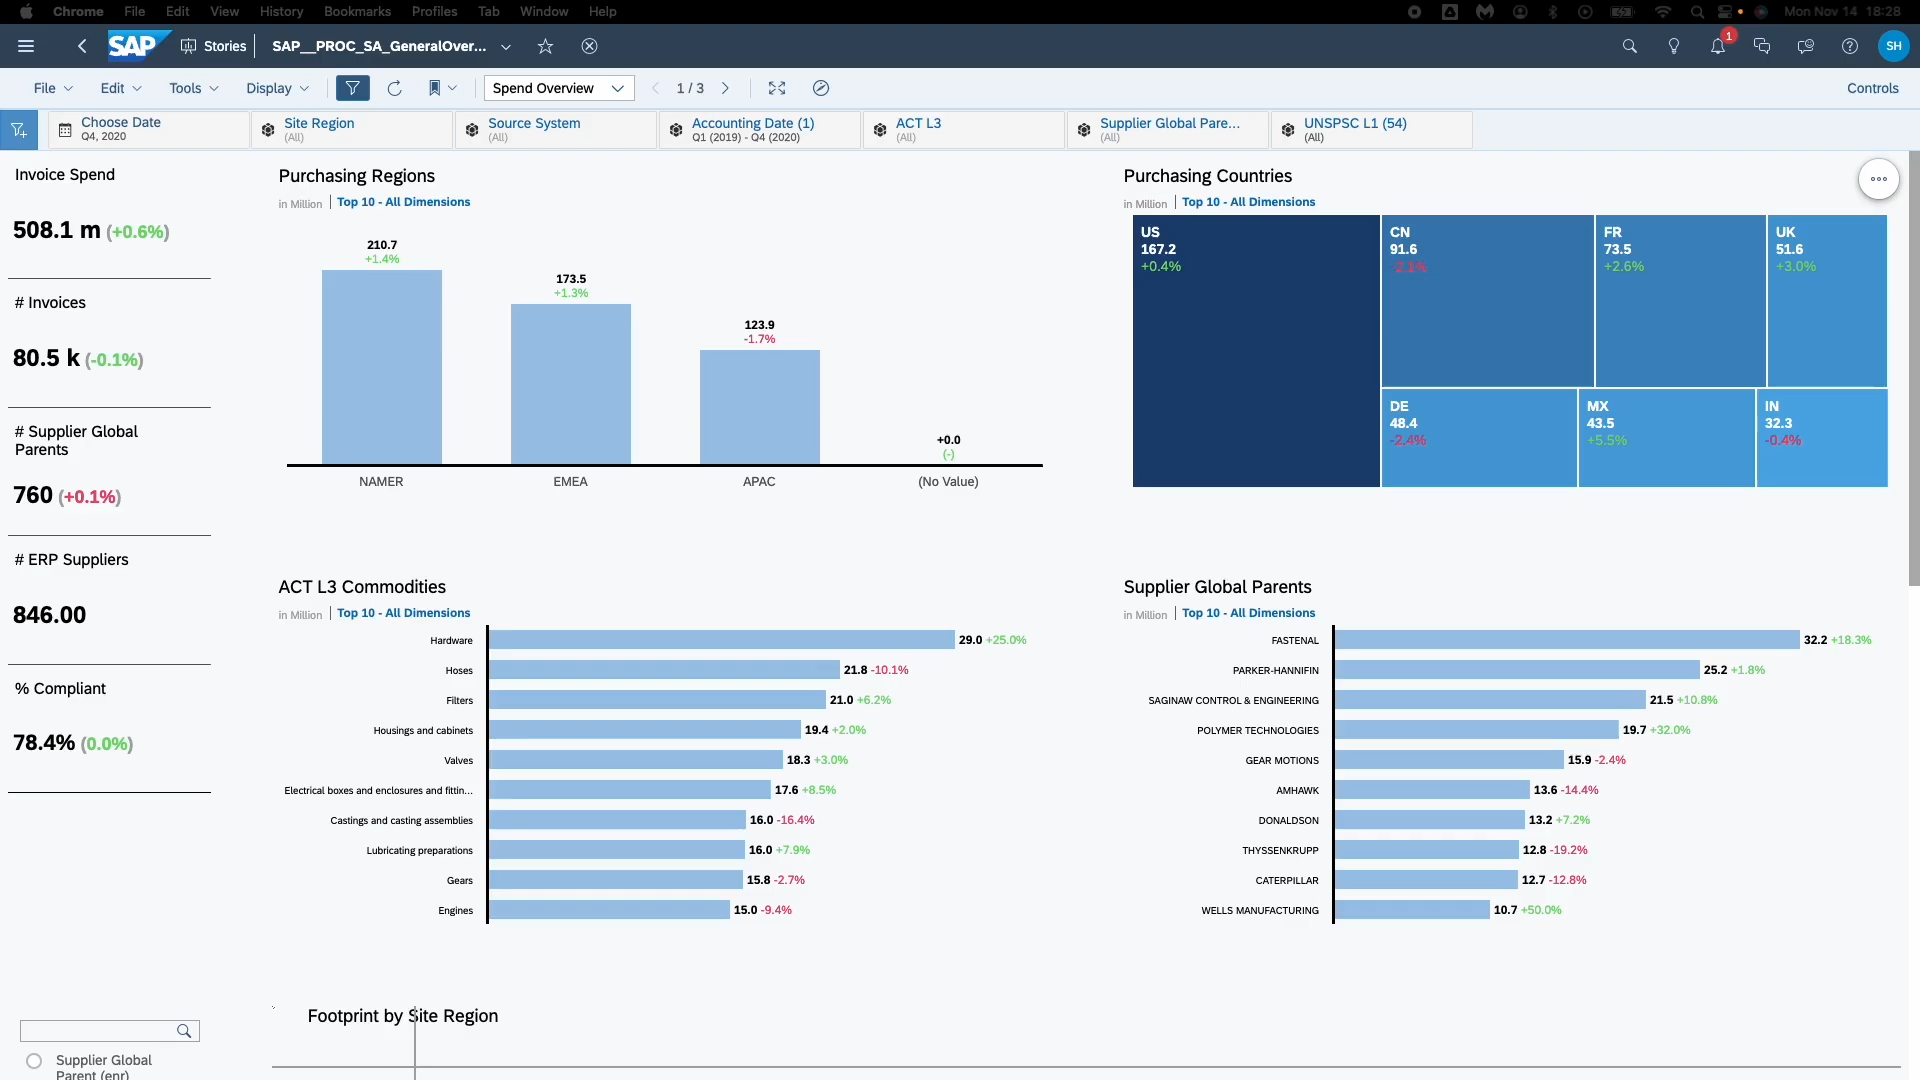 Chrome File Edit View History Bookmarks Profiles Tab Window Help Mon Nov 14 18:28
SAP Stories SAP__PROC_SA_GeneralOver... 1 SH
File Edit Tools Display Spend Overview 1 / 3 Controls
Choose Date Site Region Source System Accounting Date (1) ACT L3 Supplier Global Pare... UNSPSC L1 (54)
Q4, 2020 (All) (All) Q1 (2019) - Q4 (2020) (All) (All) (All)
Invoice Spend
508.1 m (+0.6%)
# Invoices
80.5 k (-0.1%)
# Supplier Global
Parents
760 (+0.1%)
# ERP Suppliers
846.00
% Compliant
78.4% (0.0%)
Supplier Global
Parent (enr)
Purchasing Regions
in Million Top 10 - All Dimensions
210.7
+1.4%
173.5
+1.3%
123.9
-1.7%
+0.0
(-)
NAMER EMEA APAC (No Value)
Purchasing Countries
in Million Top 10 - All Dimensions
US
167.2
+0.4%
CN
91.6
-2.1%
FR
73.5
+2.6%
UK
51.6
+3.0%
DE
48.4
-2.4%
MX
43.5
+5.5%
IN
32.3
-0.4%
ACT L3 Commodities
in Million Top 10 - All Dimensions
Hardware 29.0 +25.0%
Hoses 21.8 -10.1%
Filters 21.0 +6.2%
Housings and cabinets 19.4 +2.0%
Valves 18.3 +3.0%
Electrical boxes and enclosures and fittin... 17.6 +8.5%
Castings and casting assemblies 16.0 -16.4%
Lubricating preparations 16.0 +7.9%
Gears 15.8 -2.7%
Engines 15.0 -9.4%
Supplier Global Parents
in Million Top 10 - All Dimensions
FASTENAL 32.2 +18.3%
PARKER-HANNIFIN 25.2 +1.8%
SAGINAW CONTROL & ENGINEERING 21.5 +10.8%
POLYMER TECHNOLOGIES 19.7 +32.0%
GEAR MOTIONS 15.9 -2.4%
AMHAWK 13.6 -14.4%
DONALDSON 13.2 +7.2%
THYSSENKRUPP 12.8 -19.2%
CATERPILLAR 12.7 -12.8%
WELLS MANUFACTURING 10.7 +50.0%
Footprint by Site Region